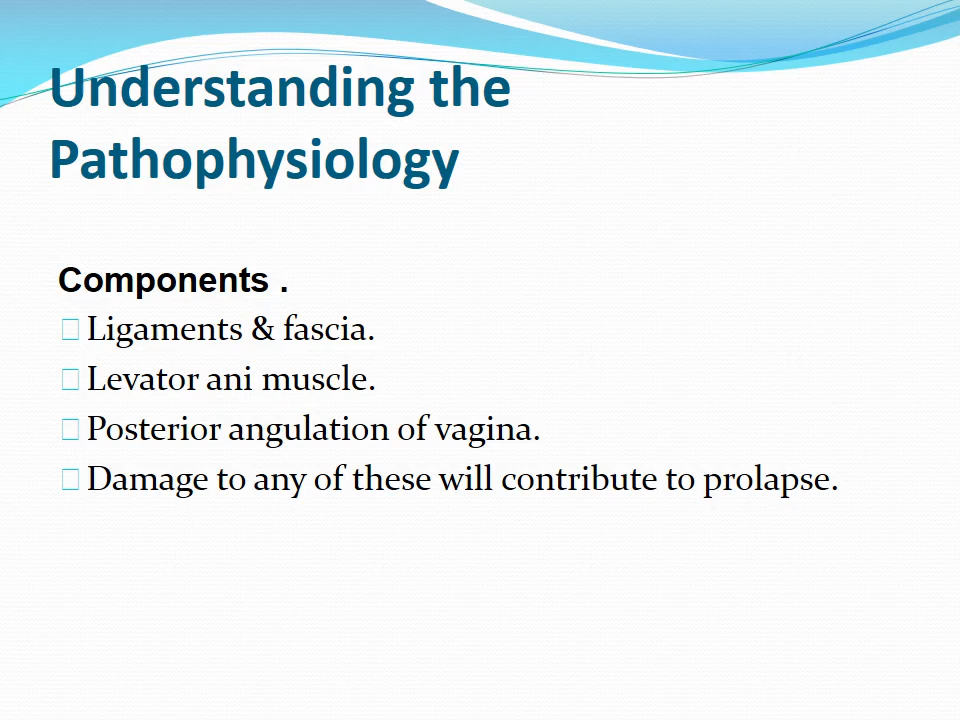 Understanding the
Pathophysiology
Components .
Ligaments & fascia.
Levator ani muscle.
Posterior angulation of vagina.
Damage to any of these will contribute to prolapse.